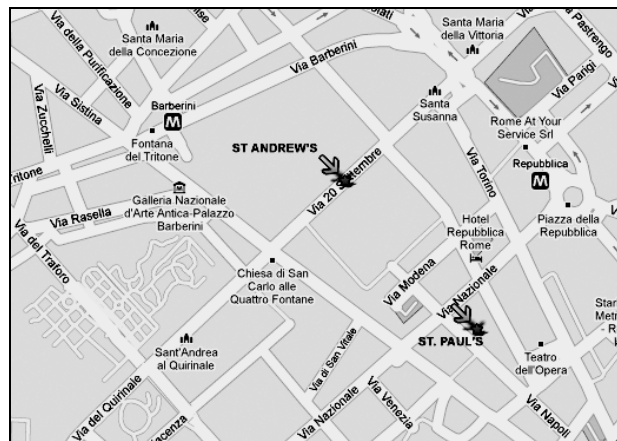 Santa Maria
della Concezione
Santa Maria
della Vittoria
Via Pastrengo
Via della Purificazione
Via Barberini
Via Parigi
Via Sistina
Barberini
M
Santa
Susanna
Via Zucchelli
Fontana
del Tritone
Rome At Your
Service Srl
ST ANDREW'S
Tritone
Via Torino
Repubblica
M
Via 20 Settembre
Galleria Nazionale
d'Arte Antica-Palazzo
Barberini
Via Rasella
Hotel
Repubblica
Rome
Piazza della
Repubblica
Via del Traforo
Chiesa di San
Carlo alle
Quattro Fontane
Via Modena
Via Nazionale
ST. PAUL'S
Sant'Andrea
al Quirinale
Via di San Vitale
Teatro
dell'Opera
Via del Quirinale
Via Nazionale
Via Venezia
Via Napoli